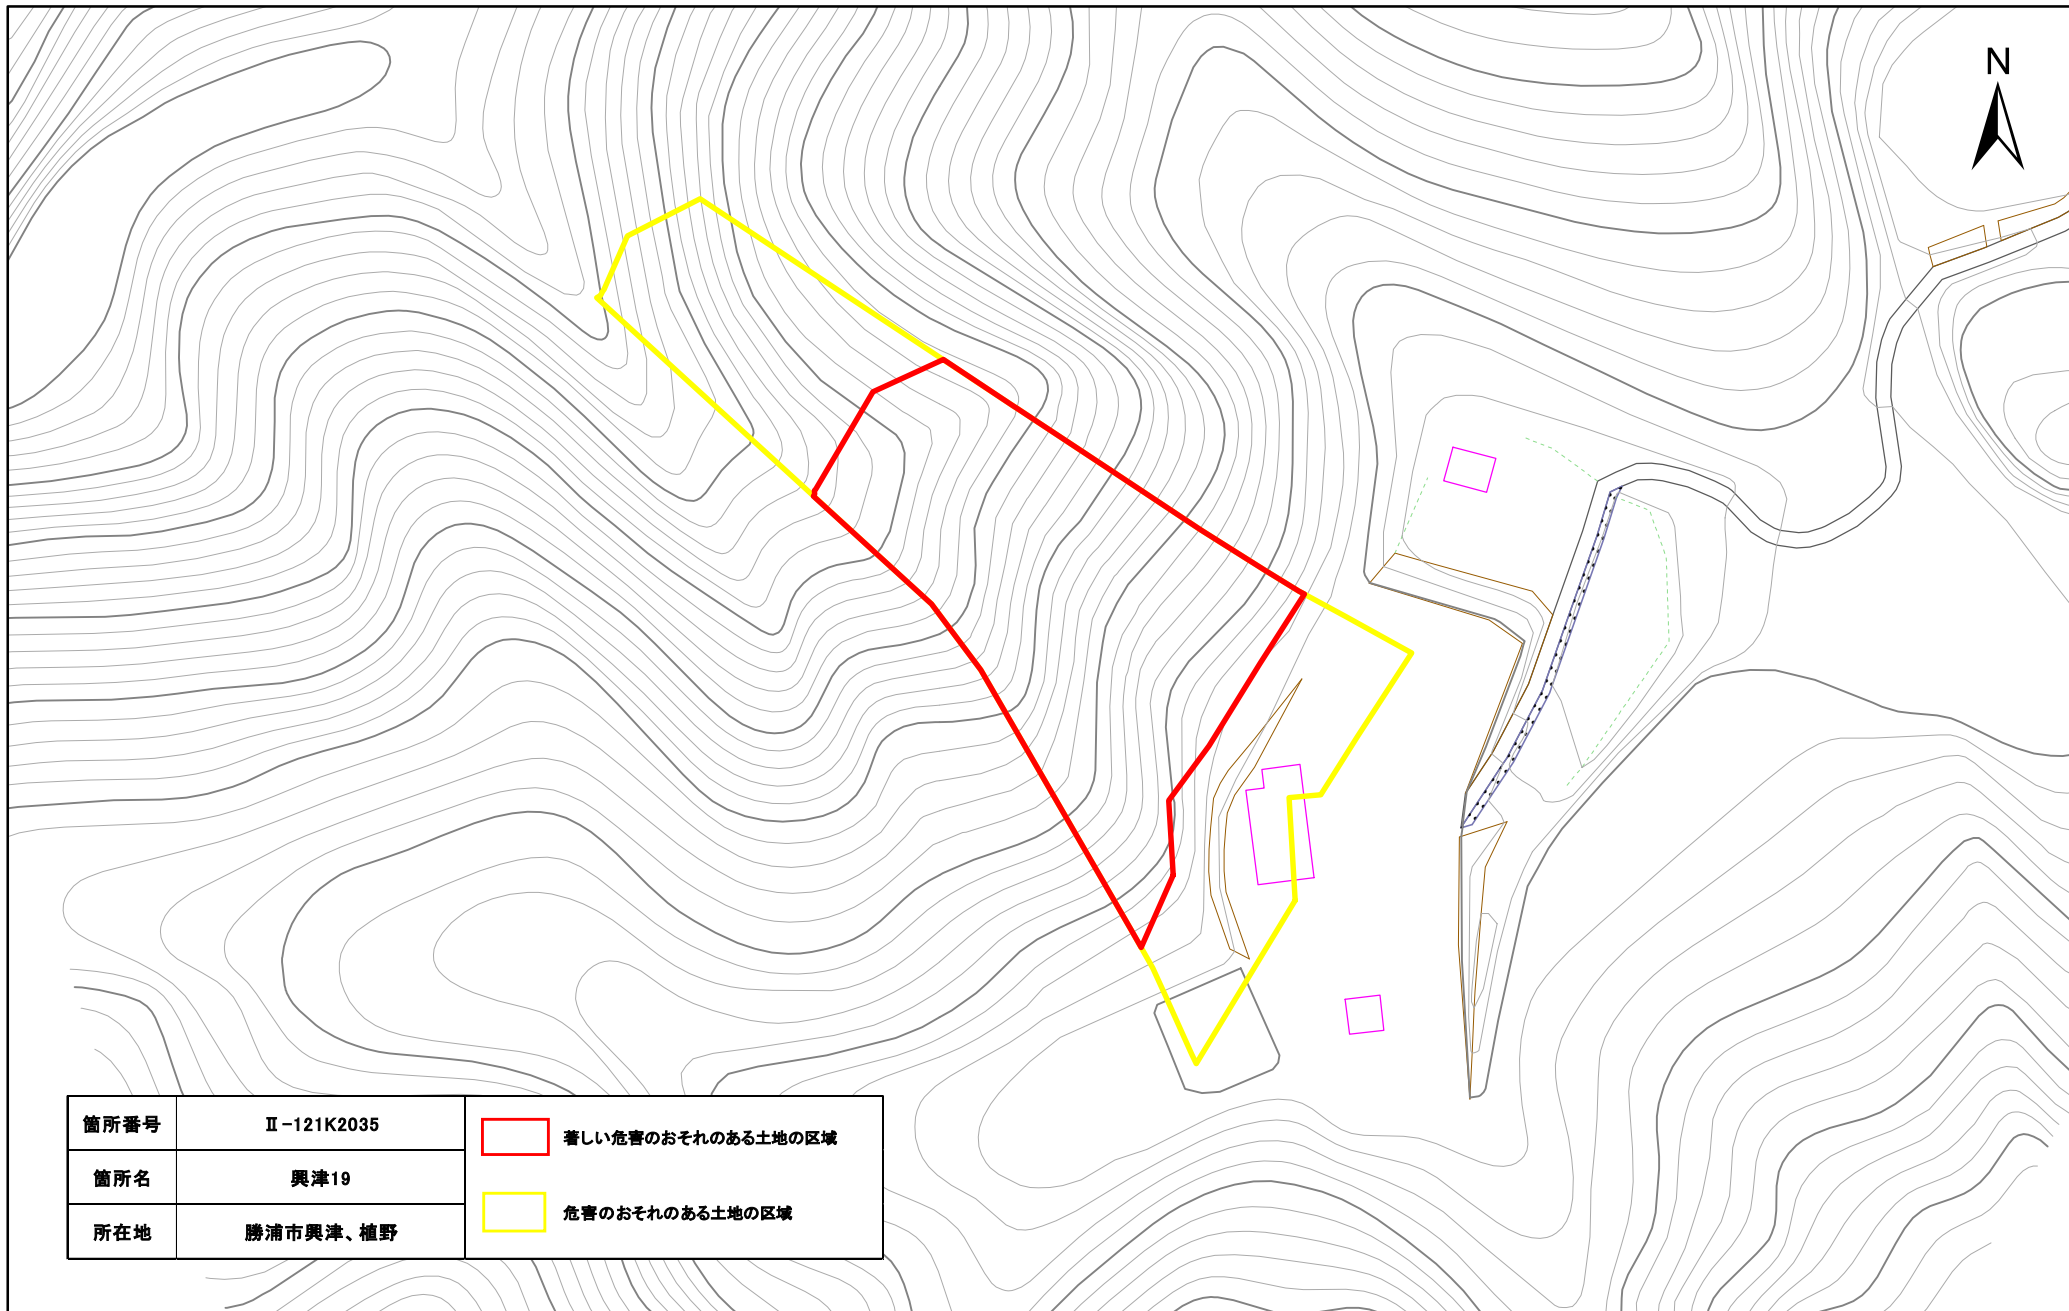 N
箇所番号 Ⅱ-121K2035
箇所名 興津19
所在地 勝浦市興津、植野
著しい危害のおそれのある土地の区域
危害のおそれのある土地の区域